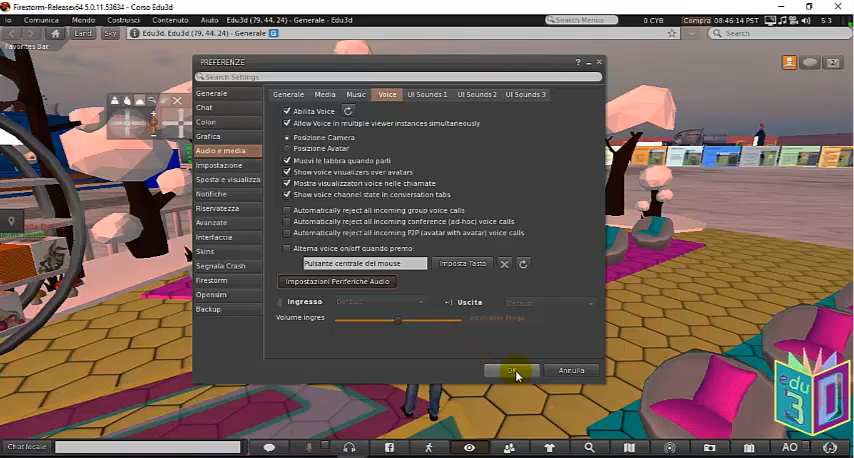 Firestorm-Releasex64 5.0.11.53634 - Corso Edu3d
Comunica Mondo Costruisci Contenuto Aiuto Edu3d (79, 44, 24) - Generale - Edu3d
Search Menus
0 CYB
Compra
08:46:14 PST
5.3
Land Sky
Edu3d, Edu3d (79, 44, 24) - Generale G
Search
Favorites Bar
PREFERENZE
Search Settings
Generale
Chat
Colori
Grafica
Audio e media
Impostazione
Sposta e visualizza
Notifiche
Riservatezza
Avanzate
Interfaccia
Skins
Segnala Crash
Firestorm
Opensim
Backup
Generale Media Music Voice UI Sounds 1 UI Sounds 2 UI Sounds 3
Abilita Voice
Allow Voice in multiple viewer instances simultaneously
Posizione Camera
Posizione Avatar
Muovi le labbra quando parli
Show voice visualizers over avatars
Mostra visualizzatori voice nelle chiamate
Show voice channel state in conversation tabs
Automatically reject all incoming group voice calls
Automatically reject all incoming conference (ad-hoc) voice calls
Automatically reject all incoming P2P (avatar with avatar) voice calls
Alterna voice on/off quando premo:
Pulsante centrale del mouse
Imposta Tasto
Impostazioni Periferiche Audio
Ingresso Default Uscita Default
Volume ingres
OK Annulla
edu
3D
Chat locale
AO